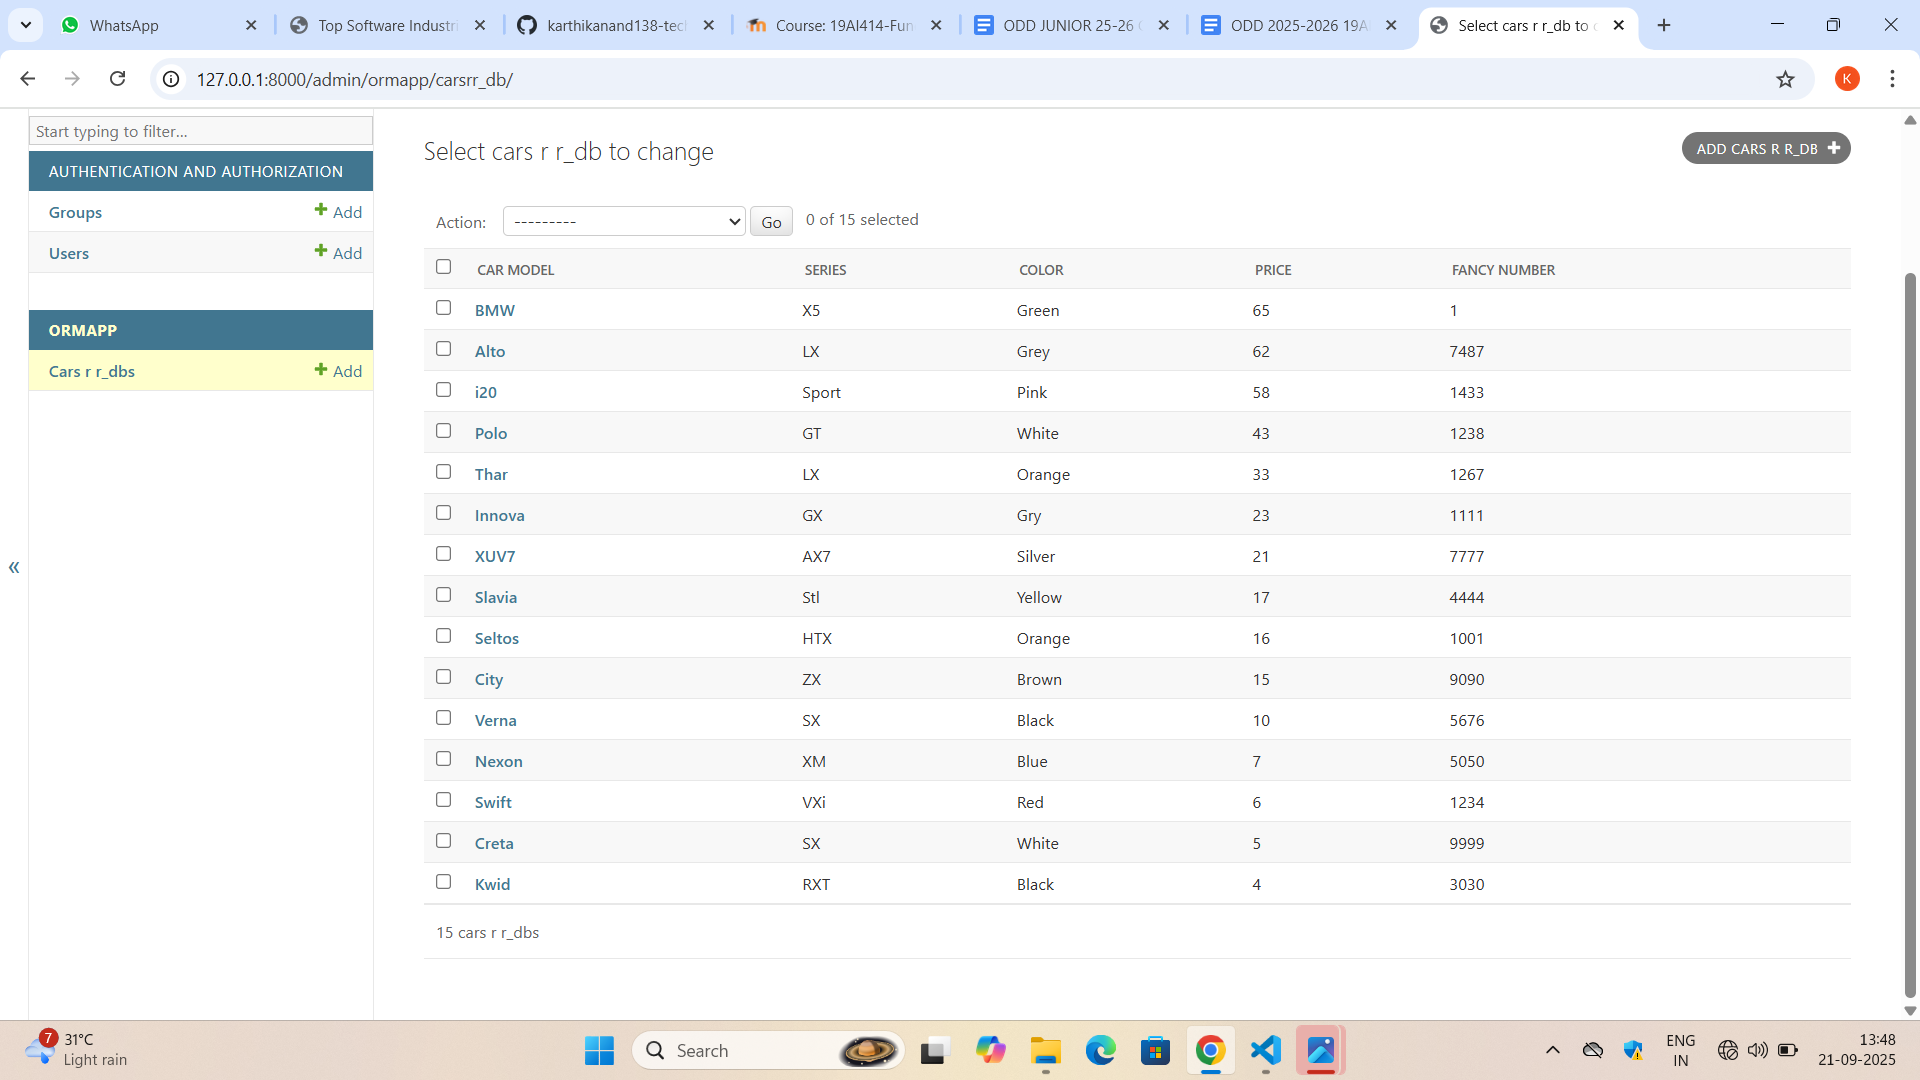 WhatsApp
Top Software Industri
karthikanand138-tec
Course: 19AI414-Fun
ODD JUNIOR 25-26
ODD 2025-2026 19A
Select cars r r_db to c
127.0.0.1:8000/admin/ormapp/carsrr_db/
K
Start typing to filter...
AUTHENTICATION AND AUTHORIZATION
Groups + Add
Users + Add
ORMAPP
Cars r r_dbs + Add
«
Select cars r r_db to change
ADD CARS R R_DB +
Action: --------- Go 0 of 15 selected
CAR MODEL SERIES COLOR PRICE FANCY NUMBER
BMW X5 Green 65 1
Alto LX Grey 62 7487
i20 Sport Pink 58 1433
Polo GT White 43 1238
Thar LX Orange 33 1267
Innova GX Gry 23 1111
XUV7 AX7 Silver 21 7777
Slavia Stl Yellow 17 4444
Seltos HTX Orange 16 1001
City ZX Brown 15 9090
Verna SX Black 10 5676
Nexon XM Blue 7 5050
Swift VXi Red 6 1234
Creta SX White 5 9999
Kwid RXT Black 4 3030
15 cars r r_dbs
7
31°C
Light rain
Search
ENG
IN
13:48
21-09-2025